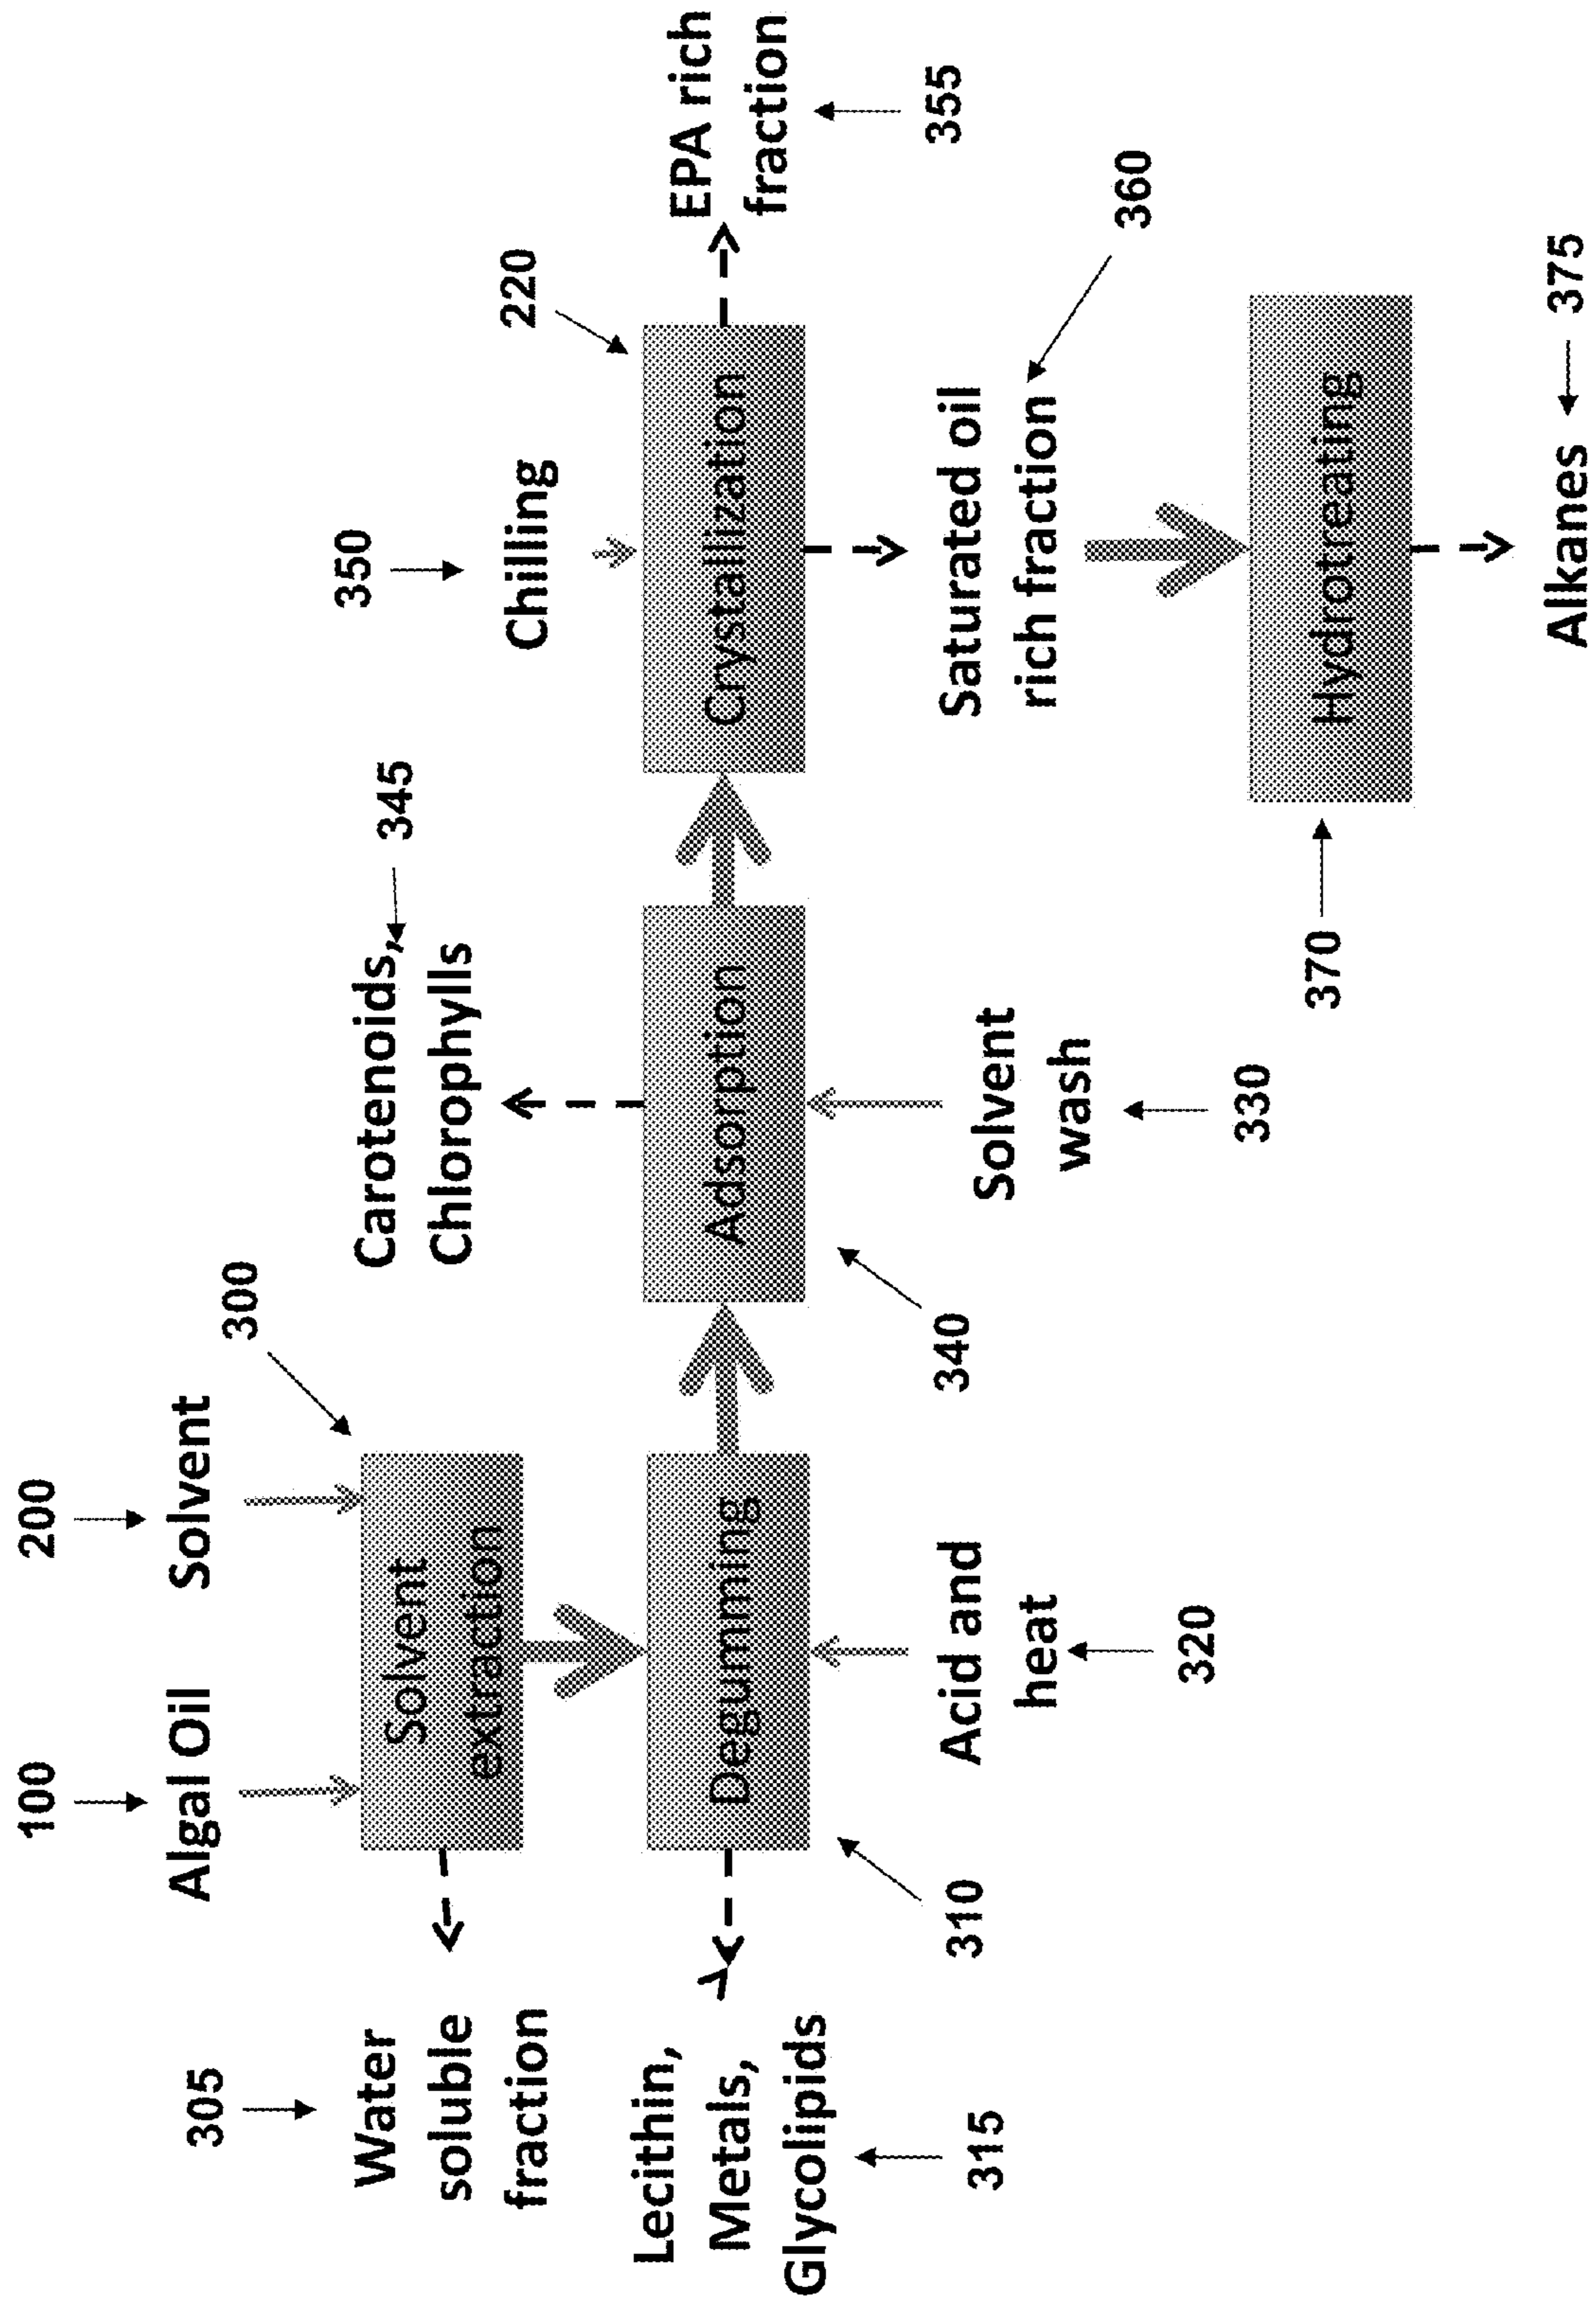 100
200
Algal Oil
Solvent
300
305
Water
soluble
fraction
Solvent
extraction
345
Carotenoids,
Chlorophylls
350
Chilling
220
Lecithin,
Metals,
Glycolipids
315
Degumming
310
Adsorption
340
Crystallization
EPA rich
fraction
355
Acid and
heat
320
Solvent
wash
330
Saturated oil
rich fraction
360
370
Hydrotreating
Alkanes
375